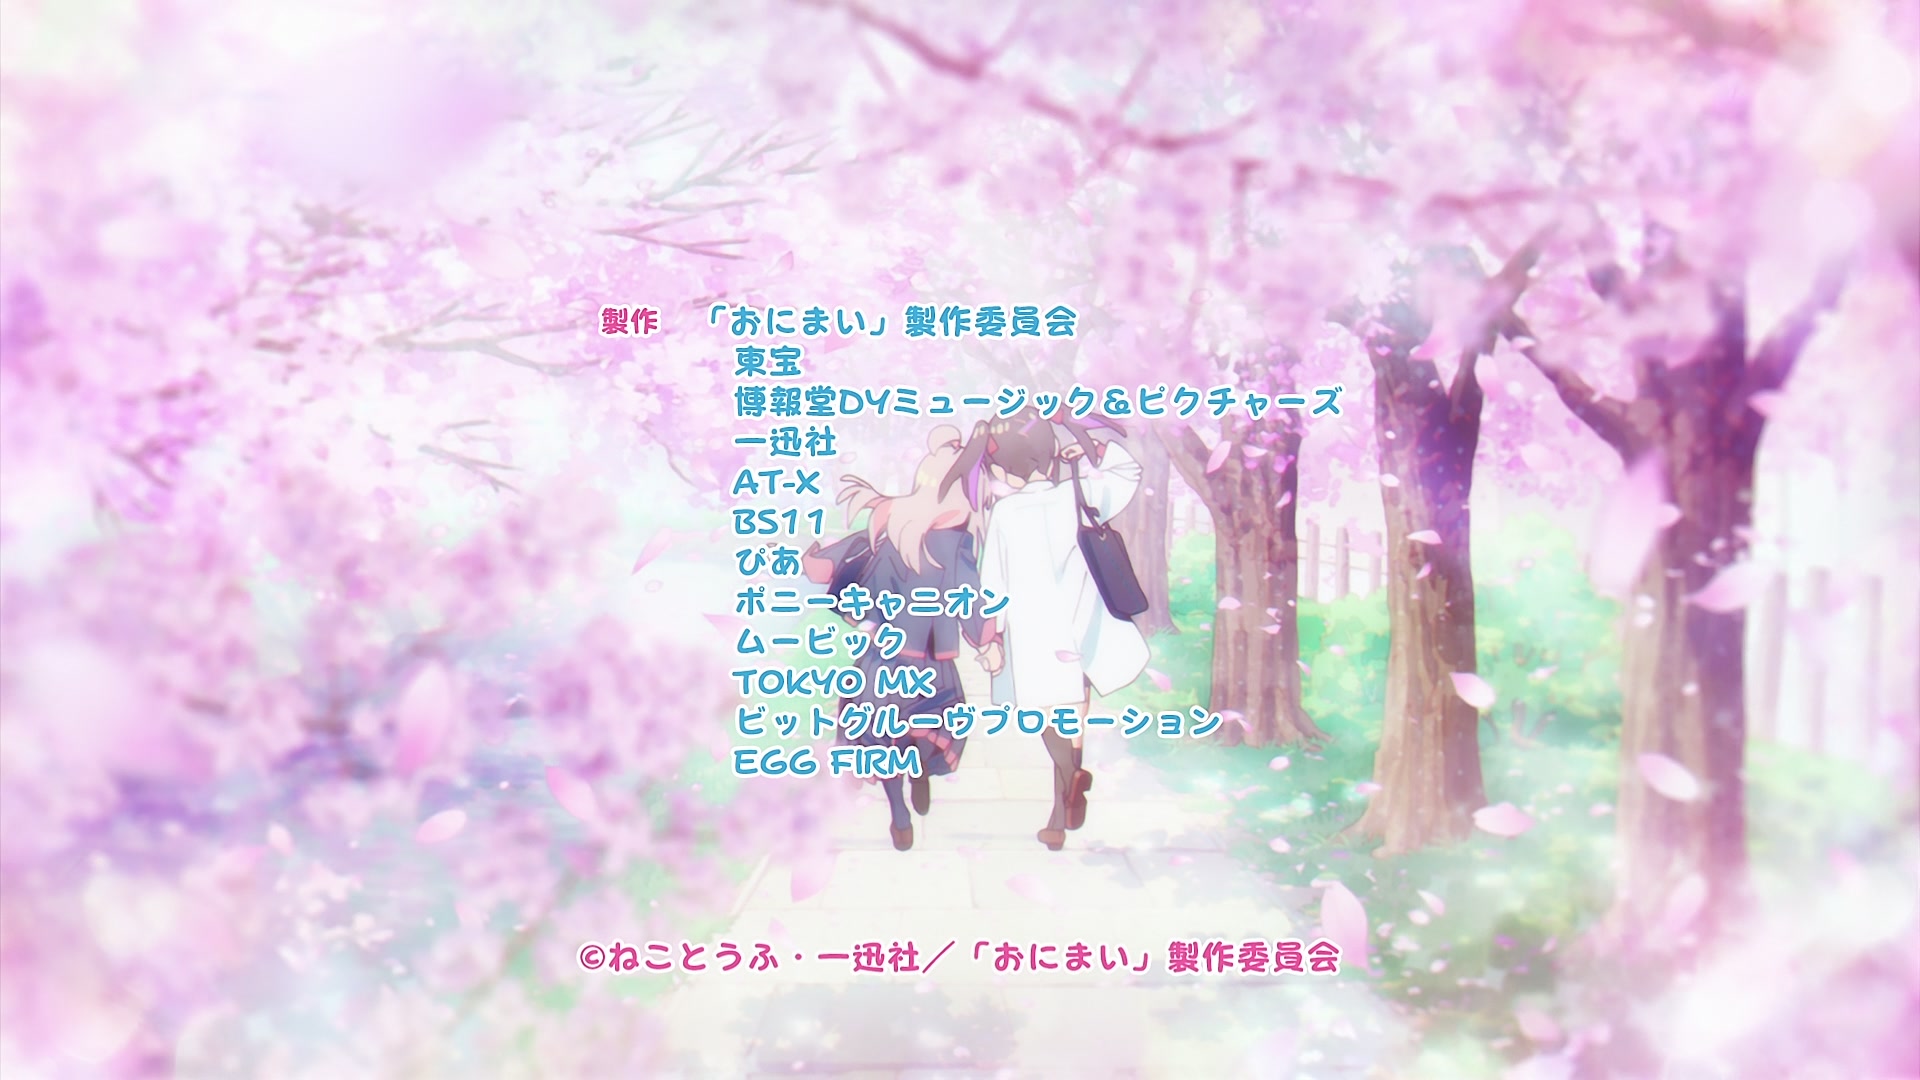 製作 「おにまい」製作委員会
東宝
博報堂DYミュージック&ピクチャーズ
一迅社
AT-X
BS11
ぴあ
ポニーキャニオン
ムービック
TOKYO MX
ビットグルーヴプロモーション
EGG FIRM
©ねことうふ・一迅社／「おにまい」製作委員会